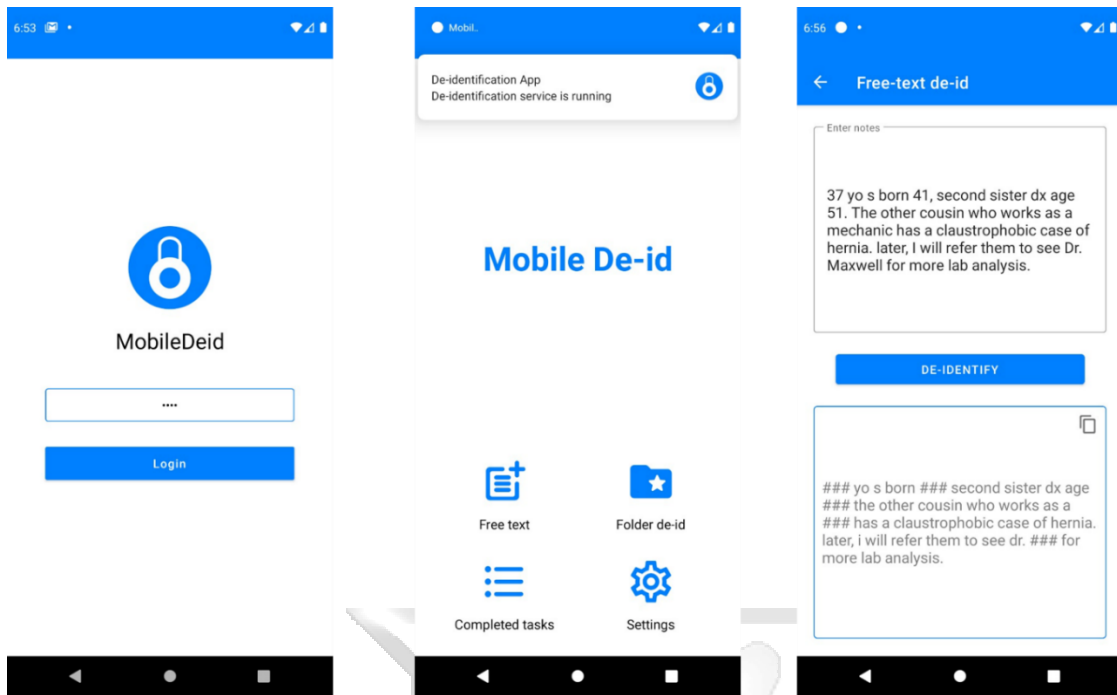 6:53
MobileDeid
••••
Login
Mobil..
De-identification App
De-identification service is running
Mobile De-id
Free text
Folder de-id
Completed tasks
Settings
6:56
Free-text de-id
Enter notes
37 yo s born 41, second sister dx age
51. The other cousin who works as a
mechanic has a claustrophobic case of
hernia. later, I will refer them to see Dr.
Maxwell for more lab analysis.
DE-IDENTIFY
### yo s born ### second sister dx age
### the other cousin who works as a
### has a claustrophobic case of hernia.
later, i will refer them to see dr. ### for
more lab analysis.